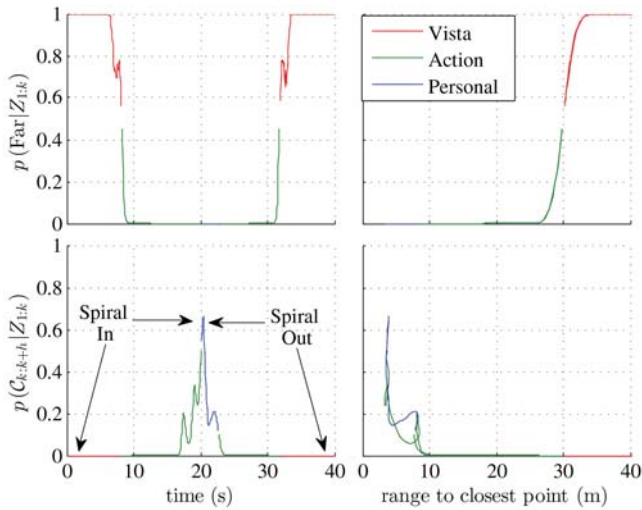 1
0.8
0.6
0.4
0.2
0
p (Far|Z1:k)
Vista
Action
Personal
1
0.8
0.6
0.4
0.2
0
p (Ck:k+h|Z1:k)
Spiral
In
Spiral
Out
0 10 20 30 40
time (s)
0 10 20 30 40
range to closest point (m)